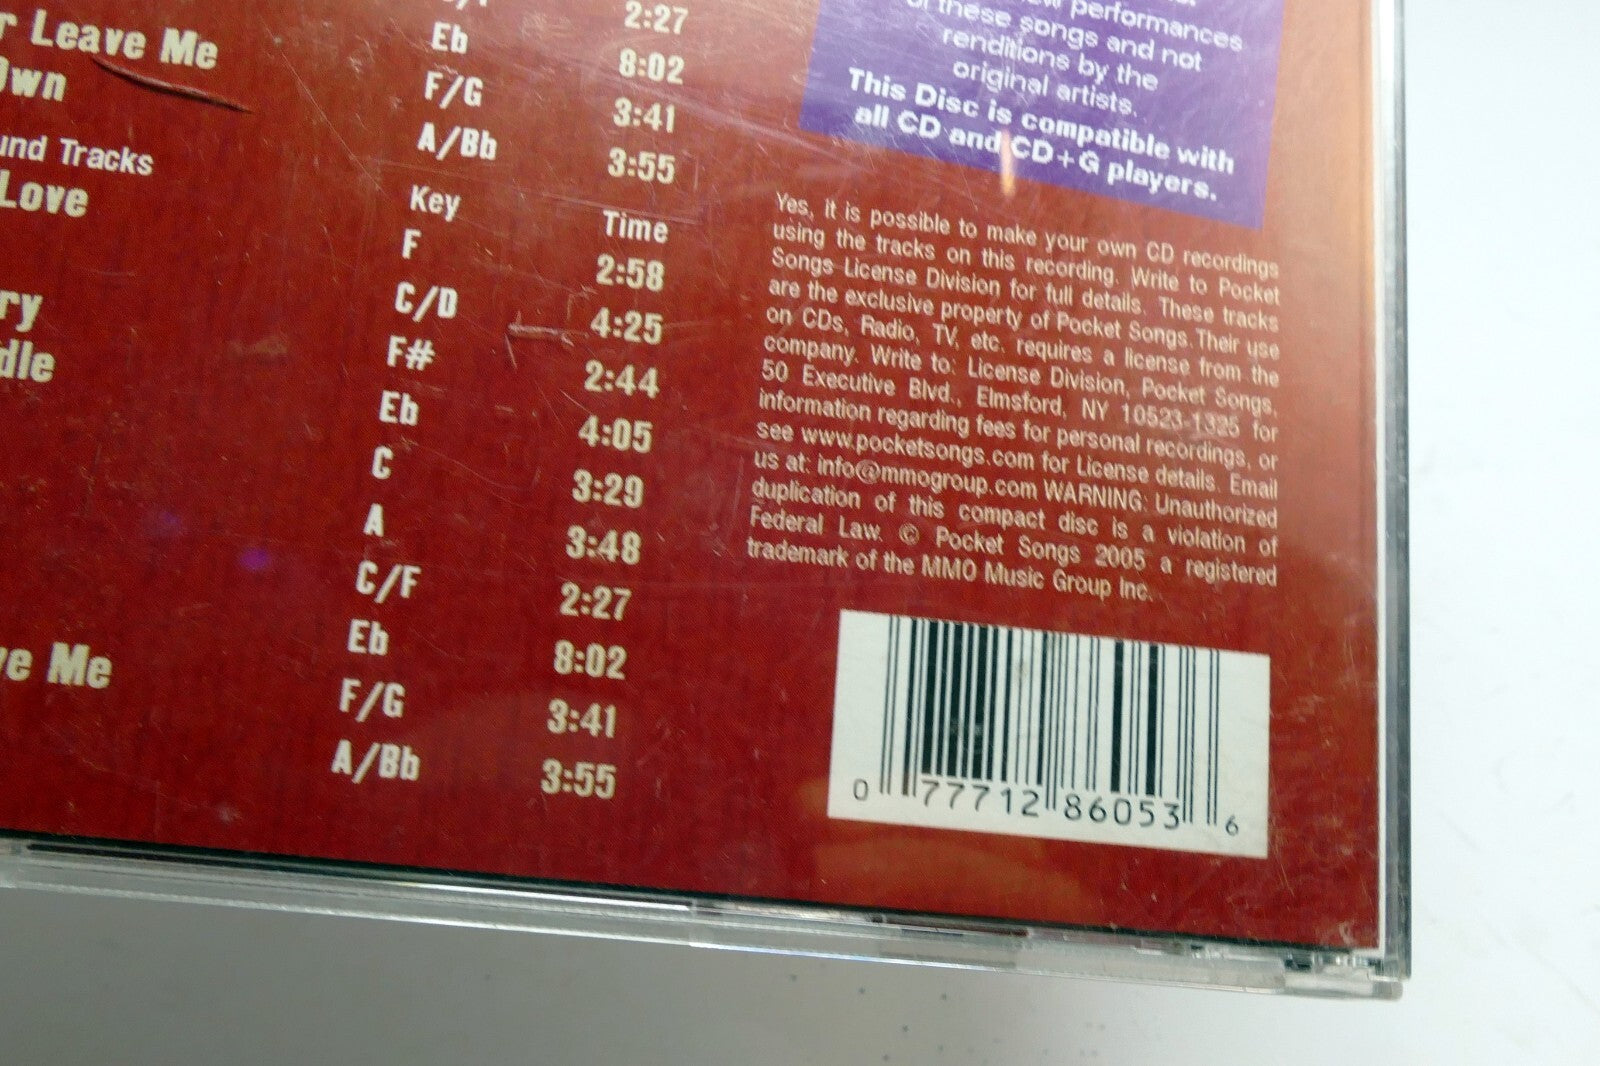 2:27
r Leave Me Eb 8:02
Own F/G 3:41
A/Bb 3:55
und Tracks Key Time
Love F 2:58
C/D 4:25
ry F# 2:44
dle Eb 4:05
C 3:29
A 3:48
C/F 2:27
Eb 8:02
ve Me F/G 3:41
A/Bb 3:55
performances
of these songs and not
renditions by the
original artists.
This Disc is compatible with
all CD and CD+G players.
Yes, it is possible to make your own CD recordings
using the tracks on this recording. Write to Pocket
Songs License Division for full details. These tracks
are the exclusive property of Pocket Songs. Their use
on CDs, Radio, TV, etc. requires a license from the
company. Write to: License Division, Pocket Songs,
50 Executive Blvd., Elmsford, NY 10523-1325 for
information regarding fees for personal recordings, or
see www.pocketsongs.com for License details. Email
us at: info@mmogroup.com WARNING: Unauthorized
duplication of this compact disc is a violation of
Federal Law. © Pocket Songs 2005 a registered
trademark of the MMO Music Group Inc.
0 77712 86053 6